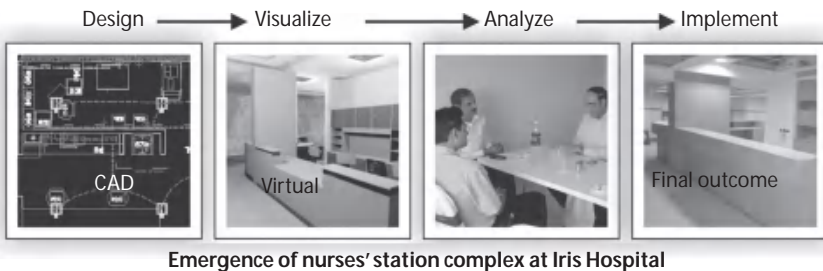 Design Visualize Analyze Implement
CAD
Virtual
Final outcome
Emergence of nurses' station complex at Iris Hospital